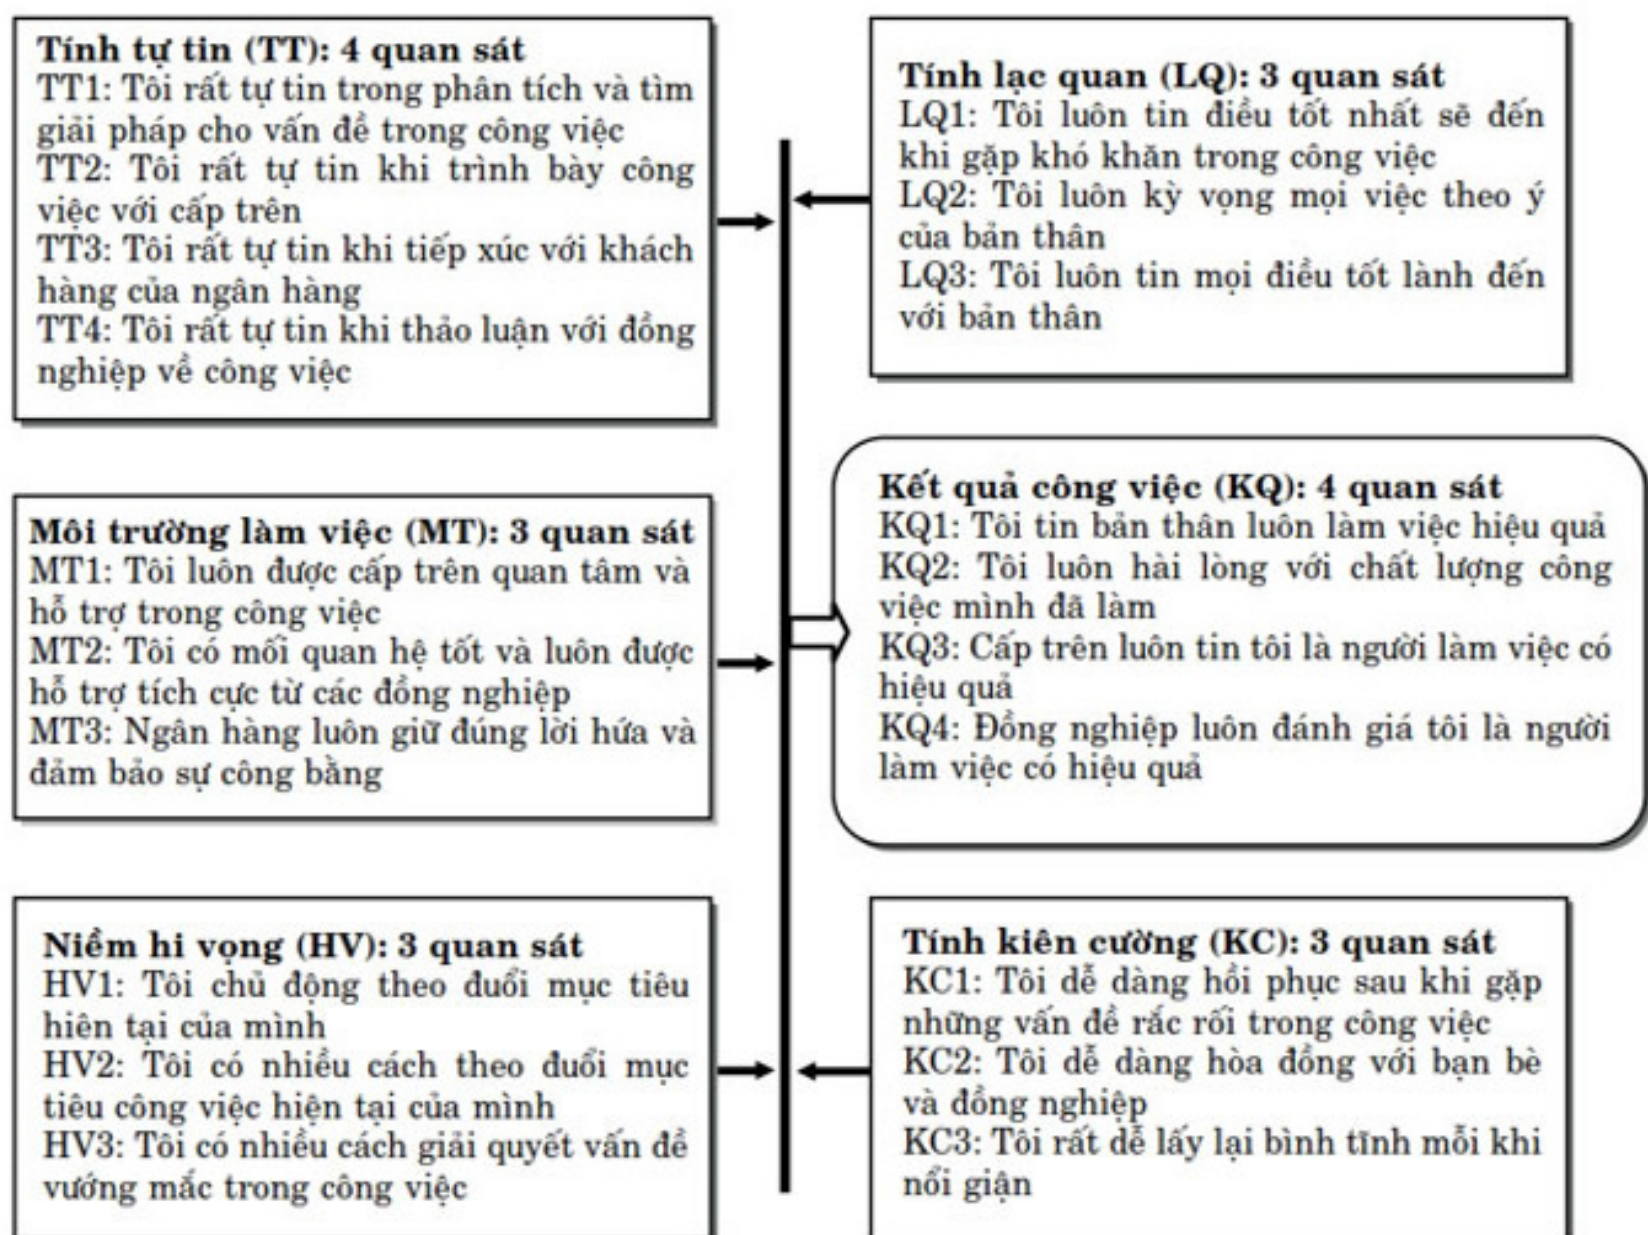 Tính tự tin (TT): 4 quan sát
TT1: Tôi rất tự tin trong phân tích và tìm
giải pháp cho vấn đề trong công việc
TT2: Tôi rất tự tin khi trình bày công
việc với cấp trên
TT3: Tôi rất tự tin khi tiếp xúc với khách
hàng của ngân hàng
TT4: Tôi rất tự tin khi thảo luận với đồng
nghiệp về công việc
Tính lạc quan (LQ): 3 quan sát
LQ1: Tôi luôn tin điều tốt nhất sẽ đến
khi gặp khó khăn trong công việc
LQ2: Tôi luôn kỳ vọng mọi việc theo ý
của bản thân
LQ3: Tôi luôn tin mọi điều tốt lành đến
với bản thân
Môi trường làm việc (MT): 3 quan sát
MT1: Tôi luôn được cấp trên quan tâm và
hỗ trợ trong công việc
MT2: Tôi có mối quan hệ tốt và luôn được
hỗ trợ tích cực từ các đồng nghiệp
MT3: Ngân hàng luôn giữ đúng lời hứa và
đảm bảo sự công bằng
Kết quả công việc (KQ): 4 quan sát
KQ1: Tôi tin bản thân luôn làm việc hiệu quả
KQ2: Tôi luôn hài lòng với chất lượng công
việc mình đã làm
KQ3: Cấp trên luôn tin tôi là người làm việc có
hiệu quả
KQ4: Đồng nghiệp luôn đánh giá tôi là người
làm việc có hiệu quả
Niềm hi vọng (HV): 3 quan sát
HV1: Tôi chủ động theo đuổi mục tiêu
hiện tại của mình
HV2: Tôi có nhiều cách theo đuổi mục
tiêu công việc hiện tại của mình
HV3: Tôi có nhiều cách giải quyết vấn đề
vướng mắc trong công việc
Tính kiên cường (KC): 3 quan sát
KC1: Tôi dễ dàng hồi phục sau khi gặp
những vấn đề rắc rối trong công việc
KC2: Tôi dễ dàng hòa đồng với bạn bè
và đồng nghiệp
KC3: Tôi rất dễ lấy lại bình tĩnh mỗi khi
nổi giận